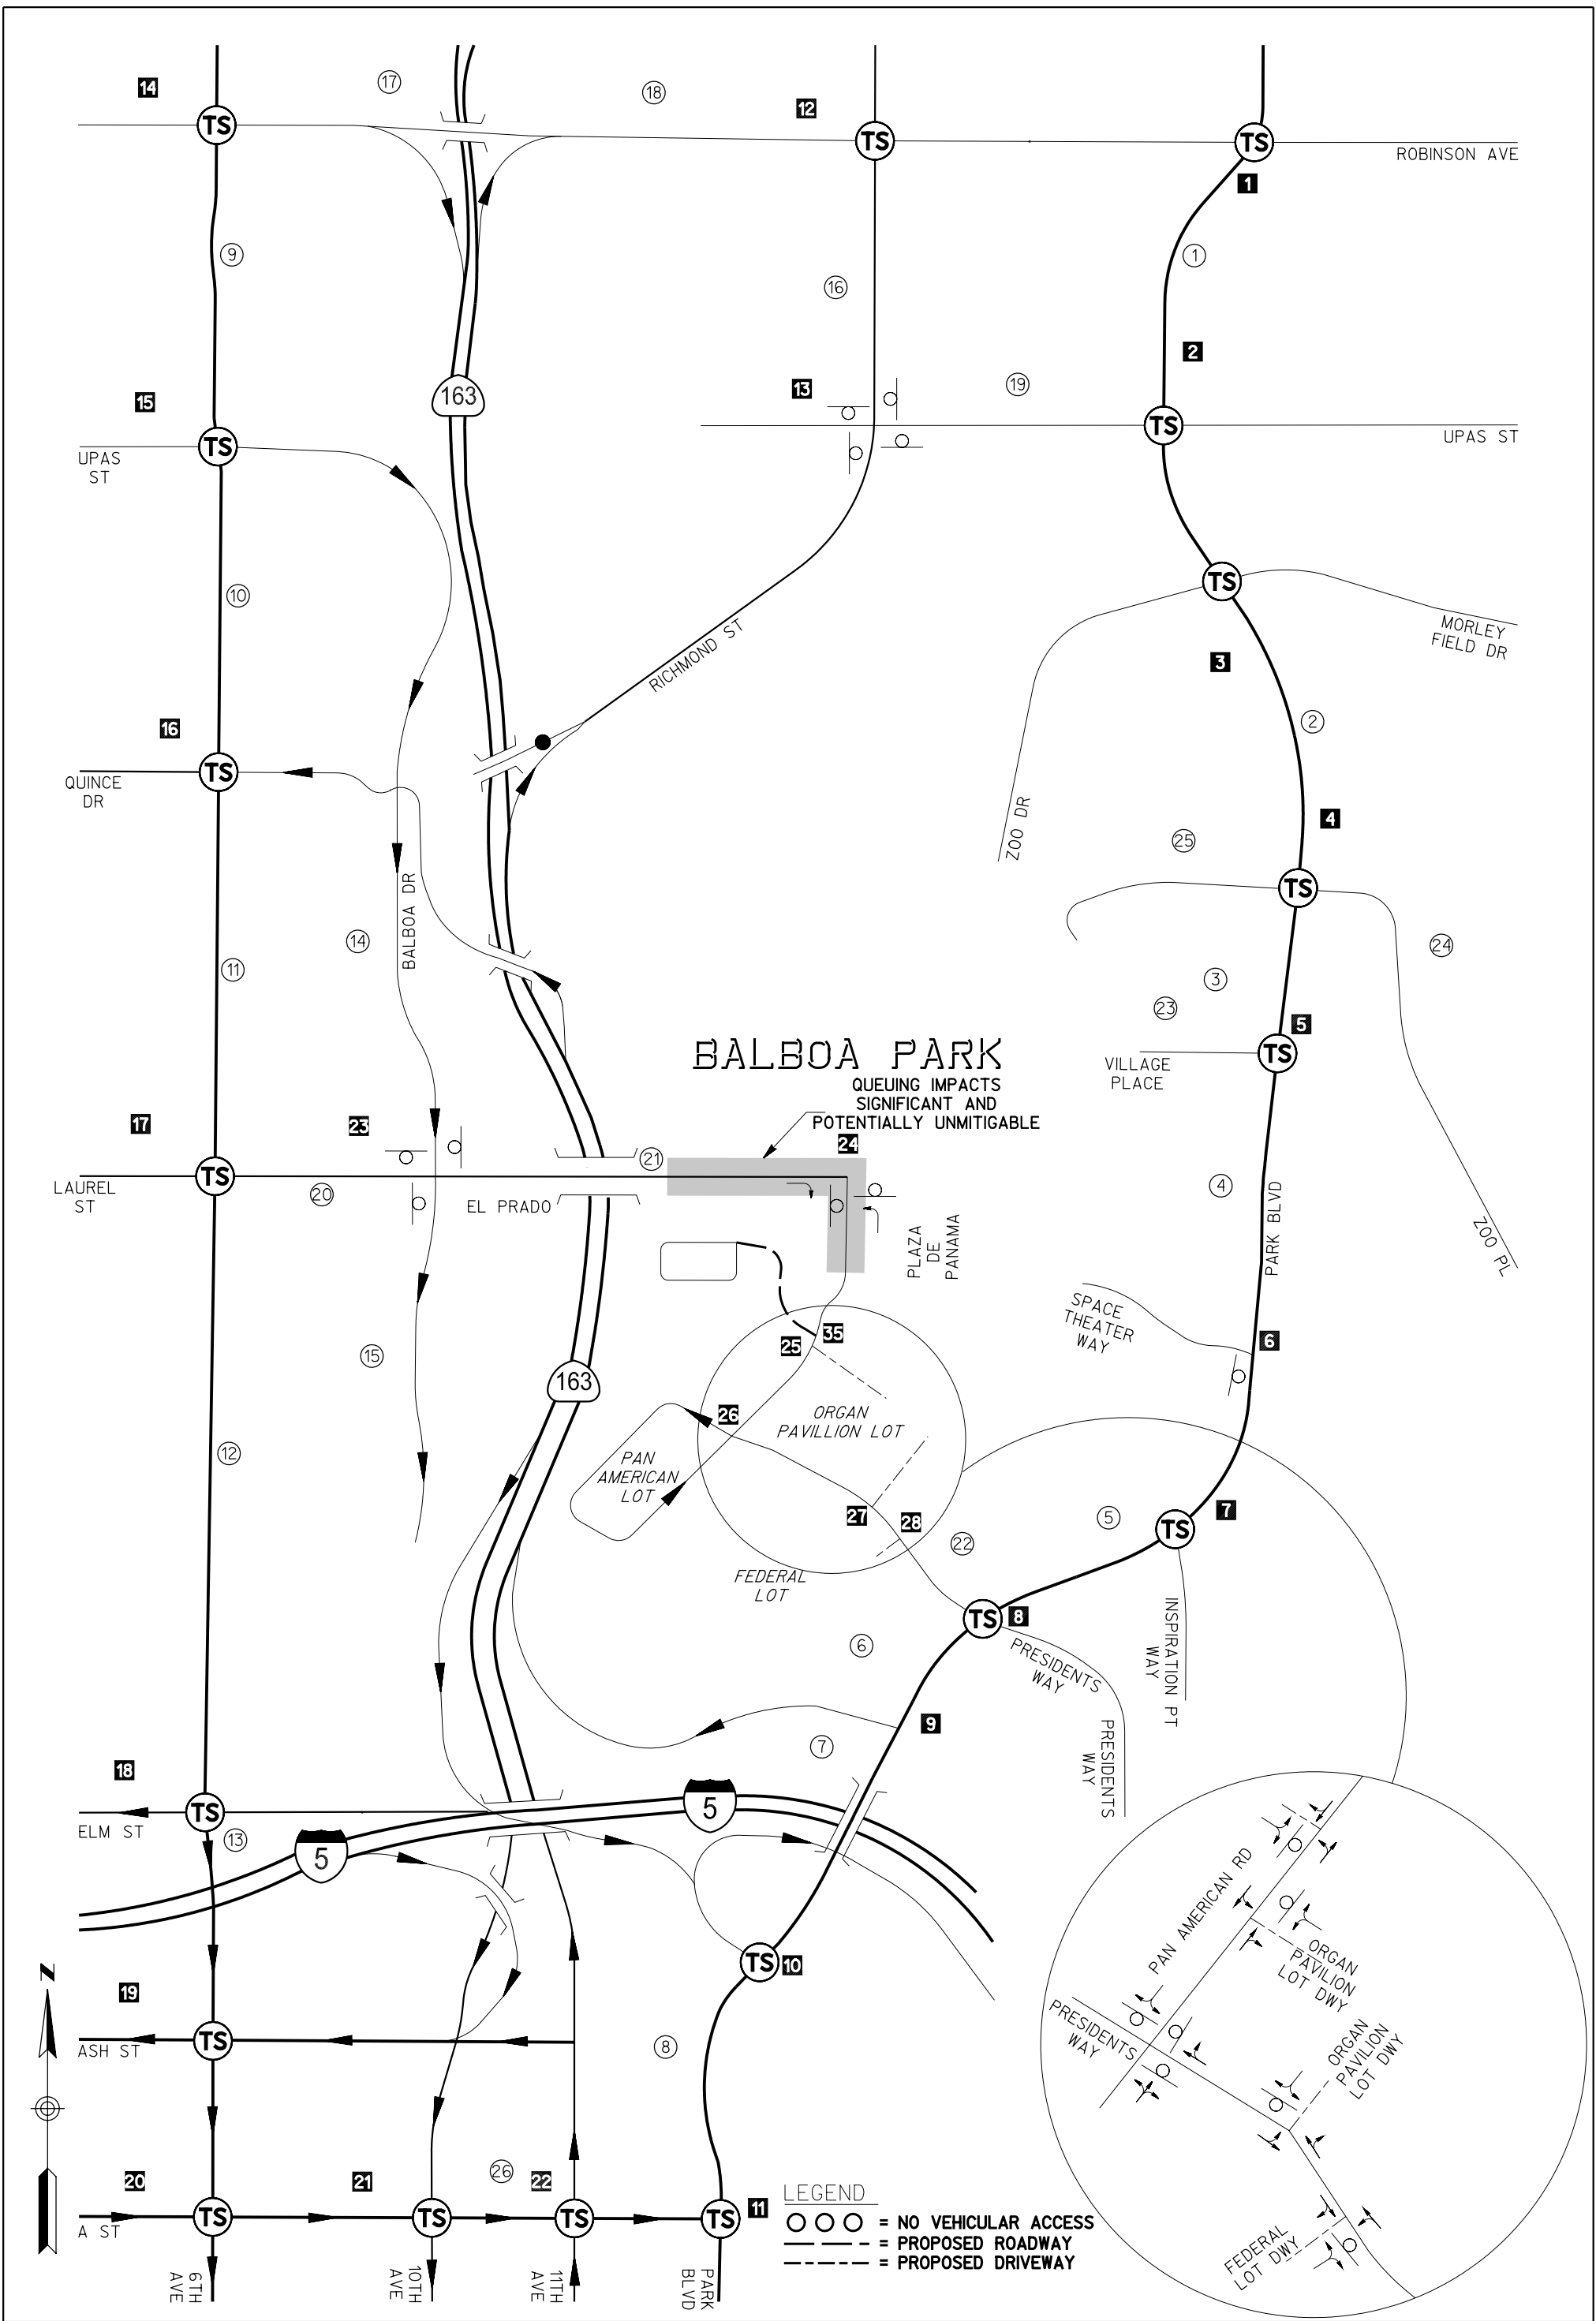 14
17
18
12
TS
TS
TS
ROBINSON AVE
1
9
1
16
2
163
13
19
15
TS
TS
UPAS
ST
UPAS ST
10
TS
MORLEY
FIELD DR
RICHMOND ST
3
2
16
TS
QUINCE
DR
ZOO DR
4
25
TS
BALBOA DR
14
11
24
3
23
5
TS
VILLAGE
PLACE
BALBOA PARK
QUEUING IMPACTS
SIGNIFICANT AND
POTENTIALLY UNMITIGABLE
17
23
24
21
TS
LAUREL
ST
20
EL PRADO
4
PARK BLVD
PLAZA
DE
PANAMA
ZOO PL
SPACE
THEATER
WAY
6
35
25
15
163
26
ORGAN
PAVILLION LOT
PAN
AMERICAN
LOT
12
27
28
22
5
7
TS
FEDERAL
LOT
TS
8
INSPIRATION PT
WAY
6
PRESIDENTS
WAY
PRESIDENTS
WAY
9
7
18
TS
ELM ST
13
5
5
PAN AMERICAN RD
ORGAN
PAVILION
LOT DWY
PRESIDENTS
WAY
ORGAN
PAVILION
LOT DWY
FEDERAL
LOT DWY
TS
10
N
19
TS
ASH ST
8
20
21
26
22
TS
TS
TS
TS
11
A ST
6TH
AVE
10TH
AVE
11TH
AVE
PARK
BLVD
LEGEND
= NO VEHICULAR ACCESS
= PROPOSED ROADWAY
= PROPOSED DRIVEWAY